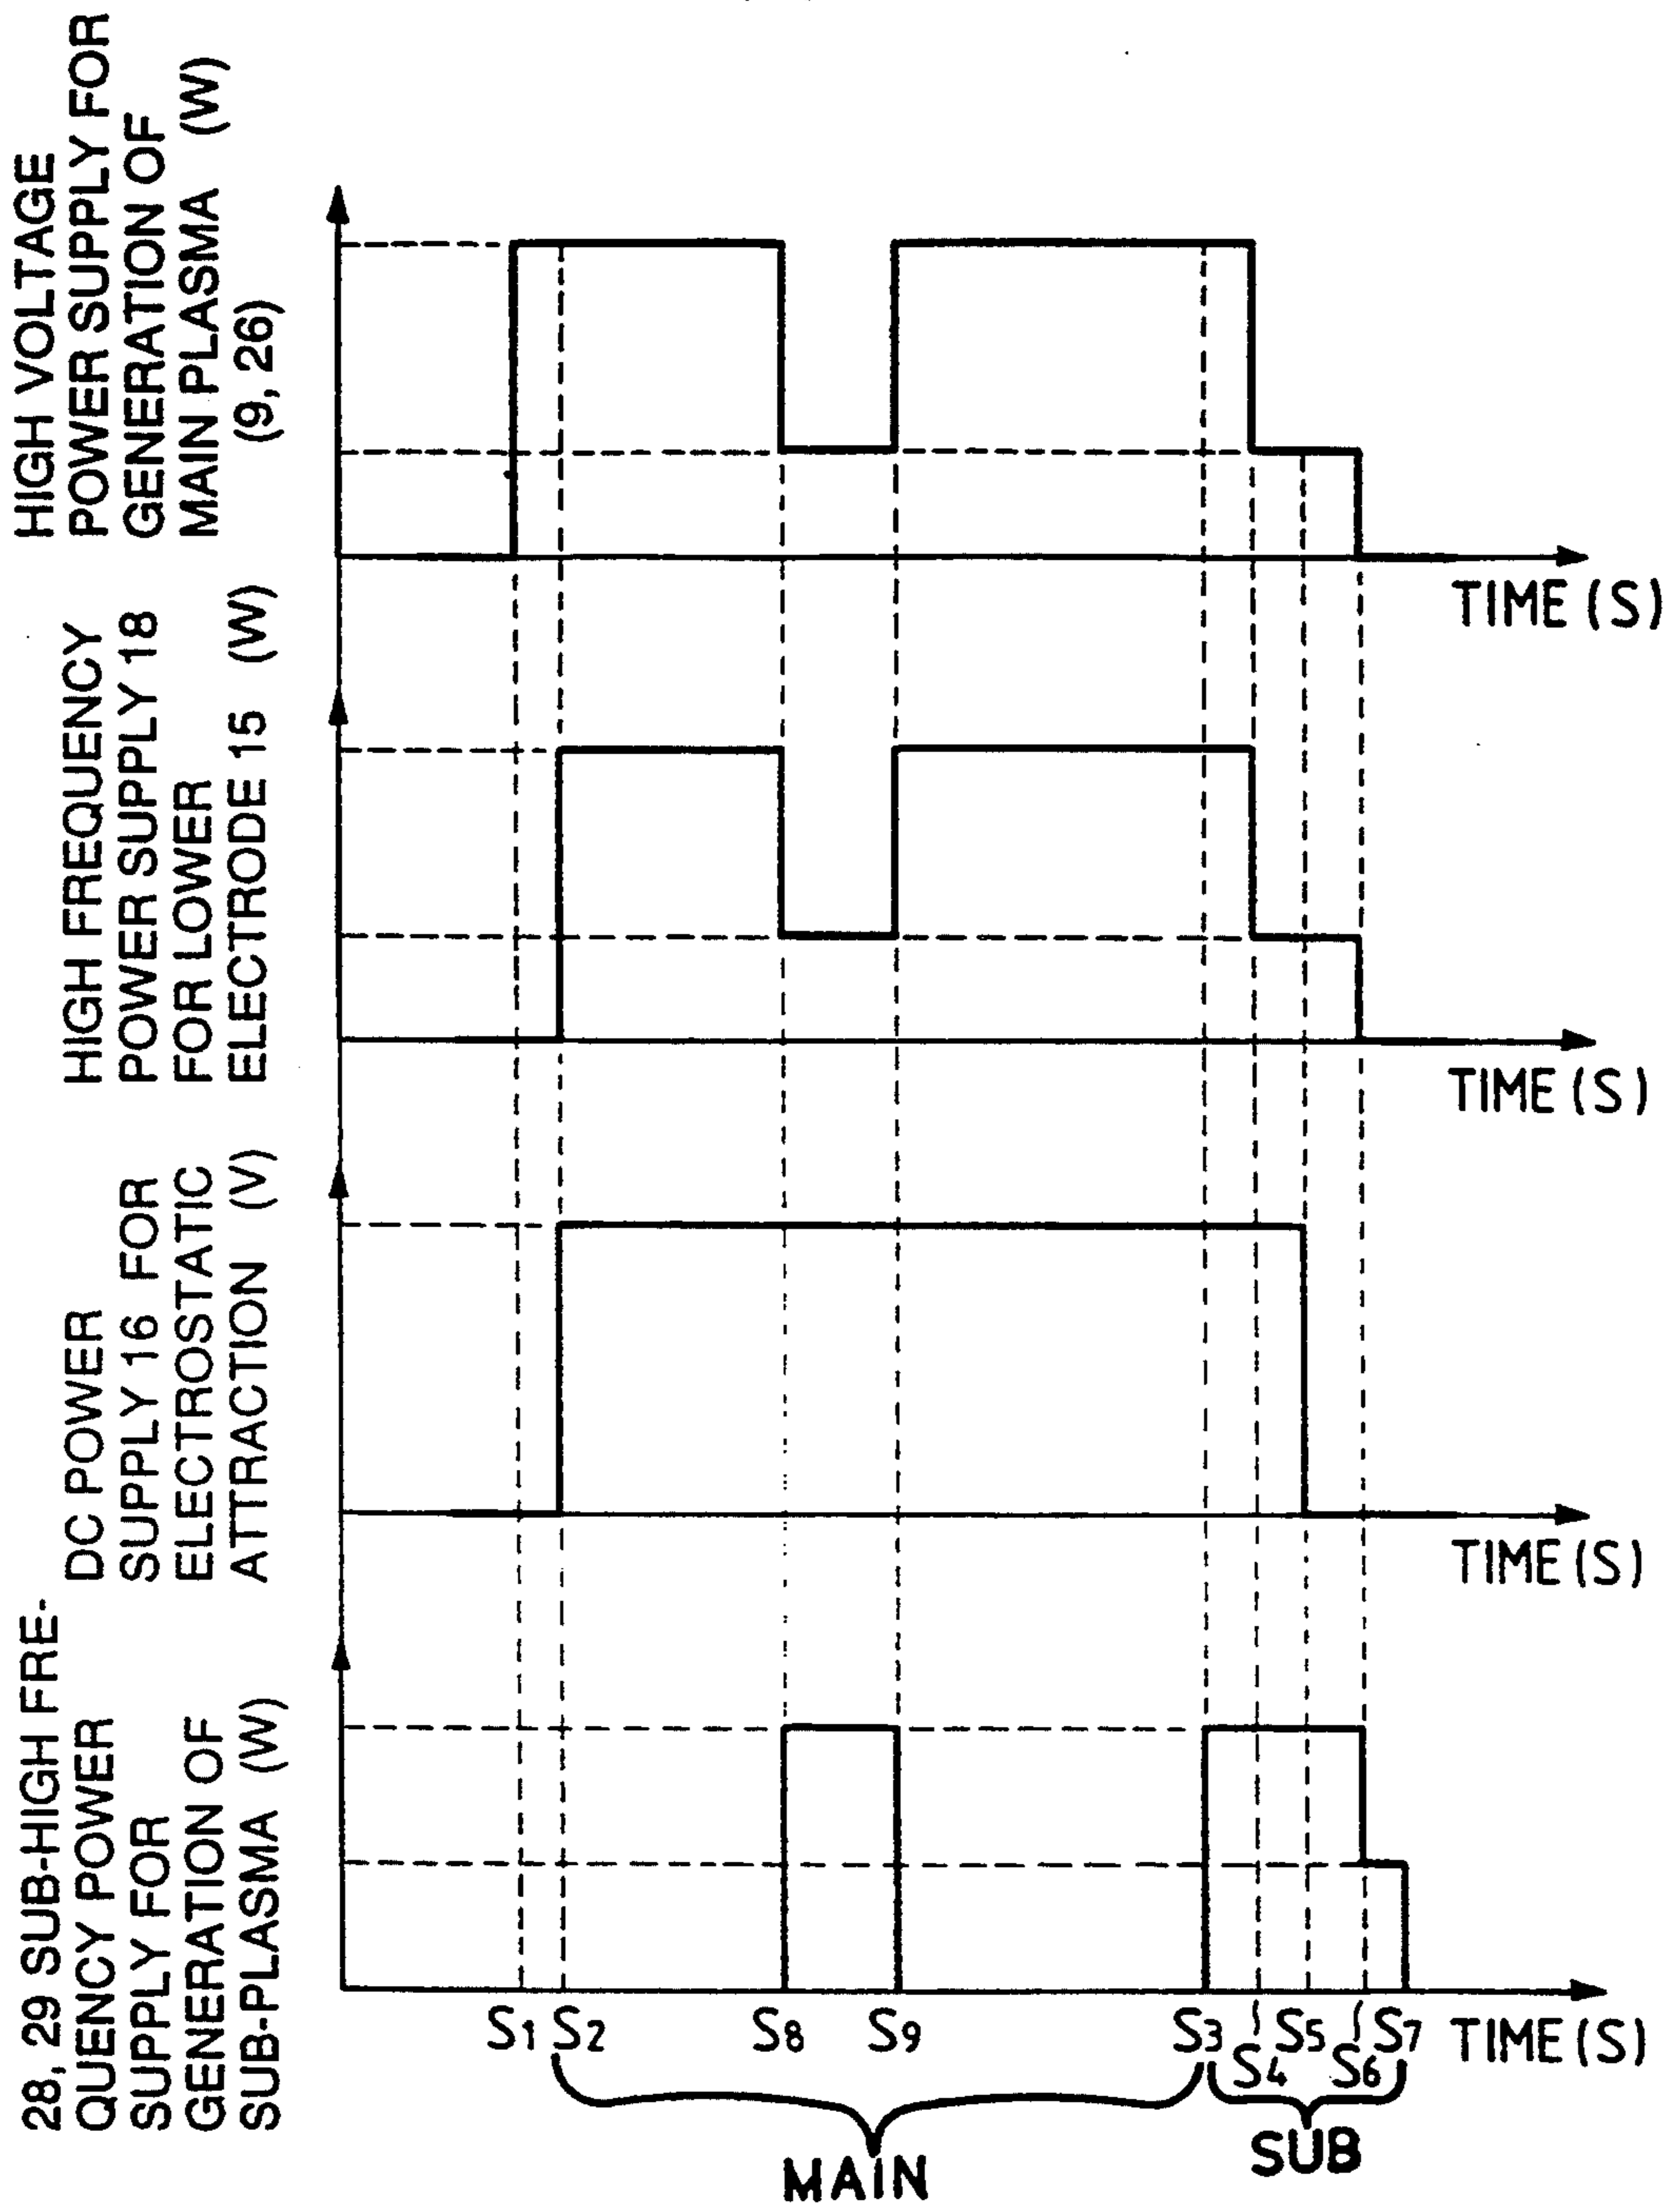 HIGH VOLTAGE
POWER SUPPLY FOR
GENERATION OF
MAIN PLASMA (W)
(9, 26)
TIME (S)
HIGH FREQUENCY
POWER SUPPLY 18
FOR LOWER
ELECTRODE 15 (W)
TIME (S)
DC POWER
SUPPLY 16 FOR
ELECTROSTATIC
ATTRACTION (V)
TIME (S)
28, 29 SUB-HIGH FRE-
QUENCY POWER
SUPPLY FOR
GENERATION OF
SUB-PLASMA (W)
S1 S2 S8 S9 S3 S5 S7 TIME (S)
S4 S6
MAIN SUB